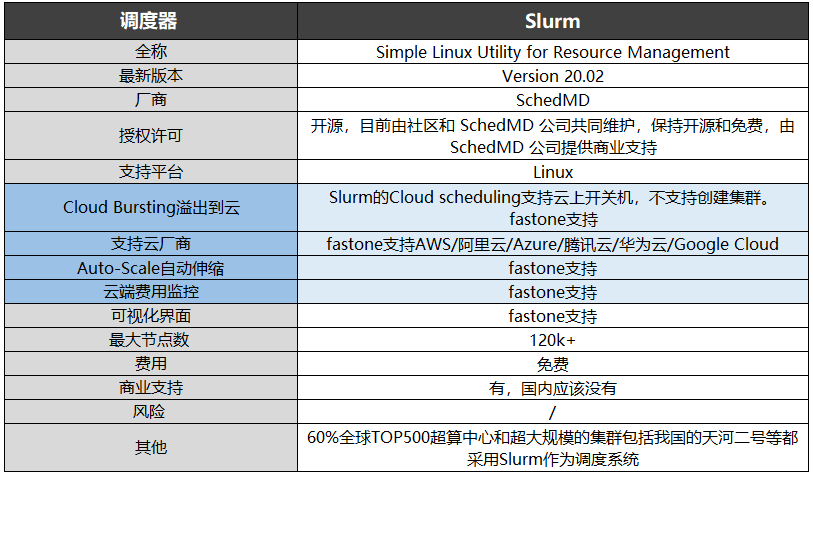 调度器 Slurm
全称 Simple Linux Utility for Resource Management
最新版本 Version 20.02
厂商 SchedMD
授权许可 开源，目前由社区和 SchedMD 公司共同维护，保持开源和免费，由
SchedMD 公司提供商业支持
支持平台 Linux
Cloud Bursting溢出到云 Slurm的Cloud scheduling支持云上开关机，不支持创建集群。
fastone支持
支持云厂商 fastone支持AWS/阿里云/Azure/腾讯云/华为云/Google Cloud
Auto-Scale自动伸缩 fastone支持
云端费用监控 fastone支持
可视化界面 fastone支持
最大节点数 120k+
费用 免费
商业支持 有，国内应该没有
风险 /
其他 60%全球TOP500超算中心和超大规模的集群包括我国的天河二号等都
采用Slurm作为调度系统